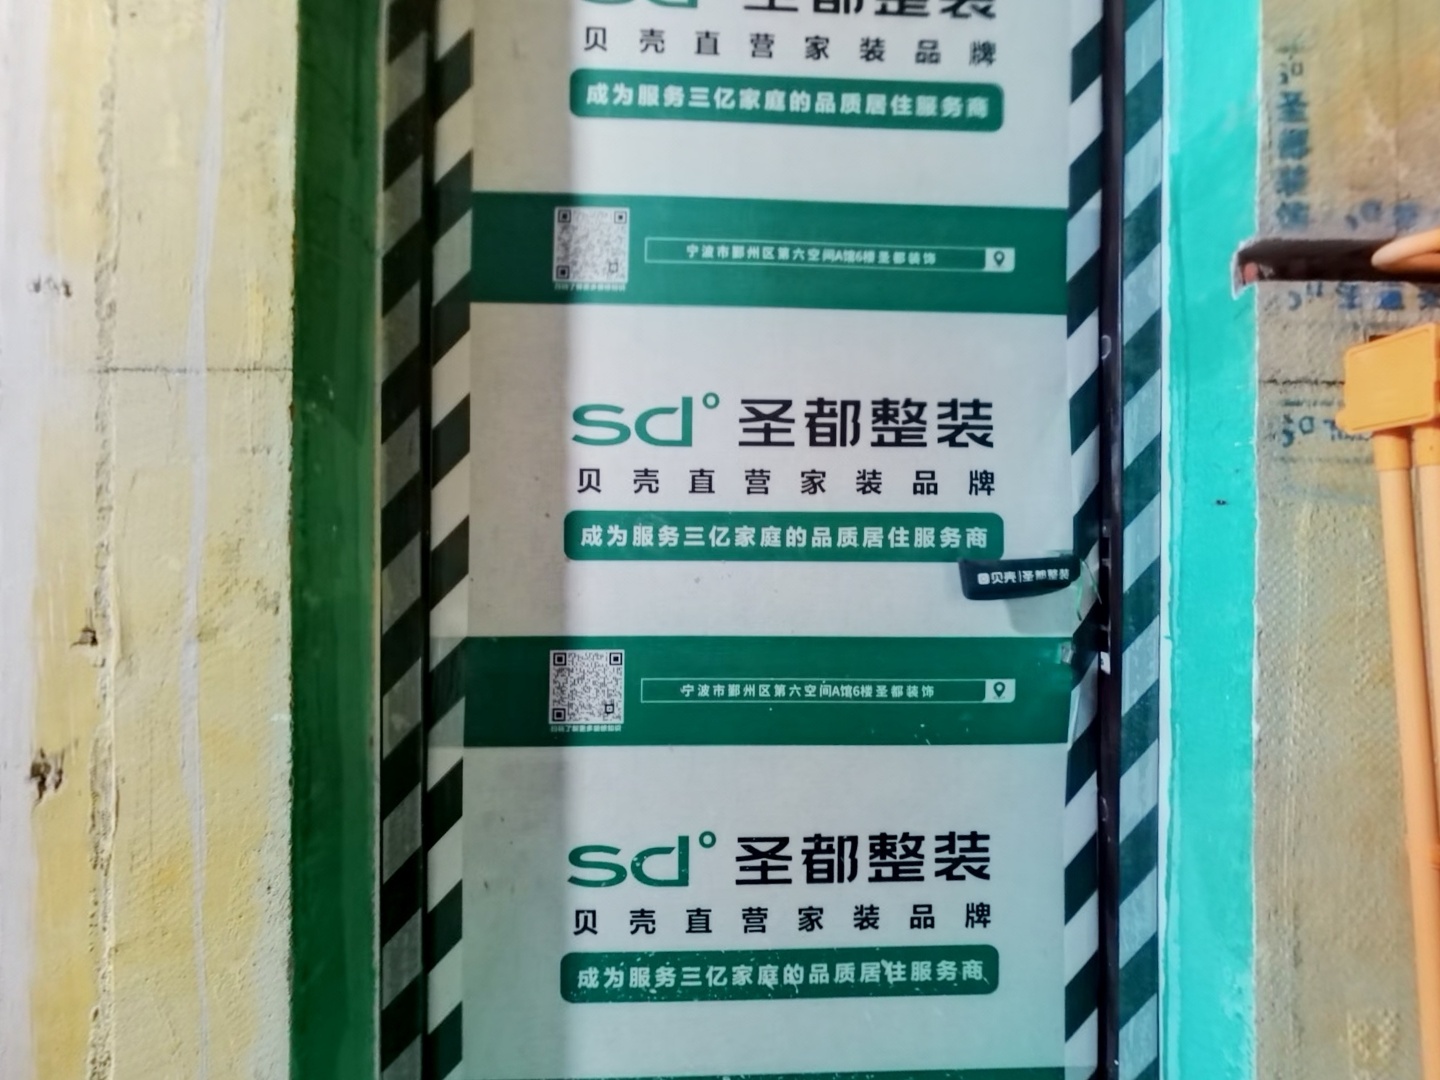 sd° 圣都整装
贝壳直营家装品牌
成为服务三亿家庭的品质居住服务商
宁波市鄞州区第六空间A馆6楼圣都装饰
sd° 圣都整装
贝壳直营家装品牌
成为服务三亿家庭的品质居住服务商
贝壳|圣都整装
宁波市鄞州区第六空间A馆6楼圣都装饰
sd° 圣都整装
贝壳直营家装品牌
成为服务三亿家庭的品质居住服务商